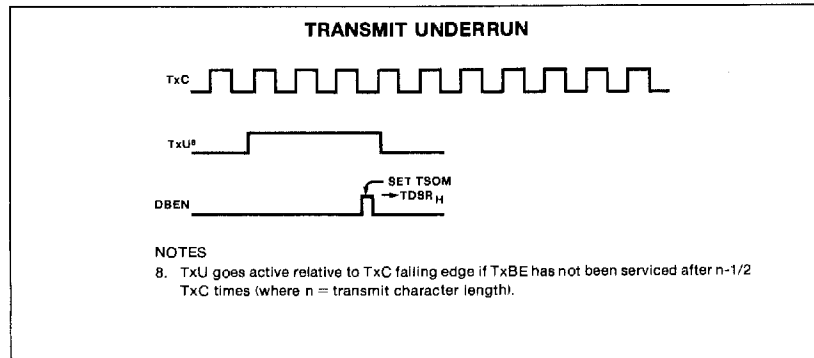 TRANSMIT UNDERRUN
TxC
TxU⁸
SET TSOM
→TDSR H
DBEN
NOTES
8. TxU goes active relative to TxC falling edge if TxBE has not been serviced after n-1/2
TxC times (where n = transmit character length).